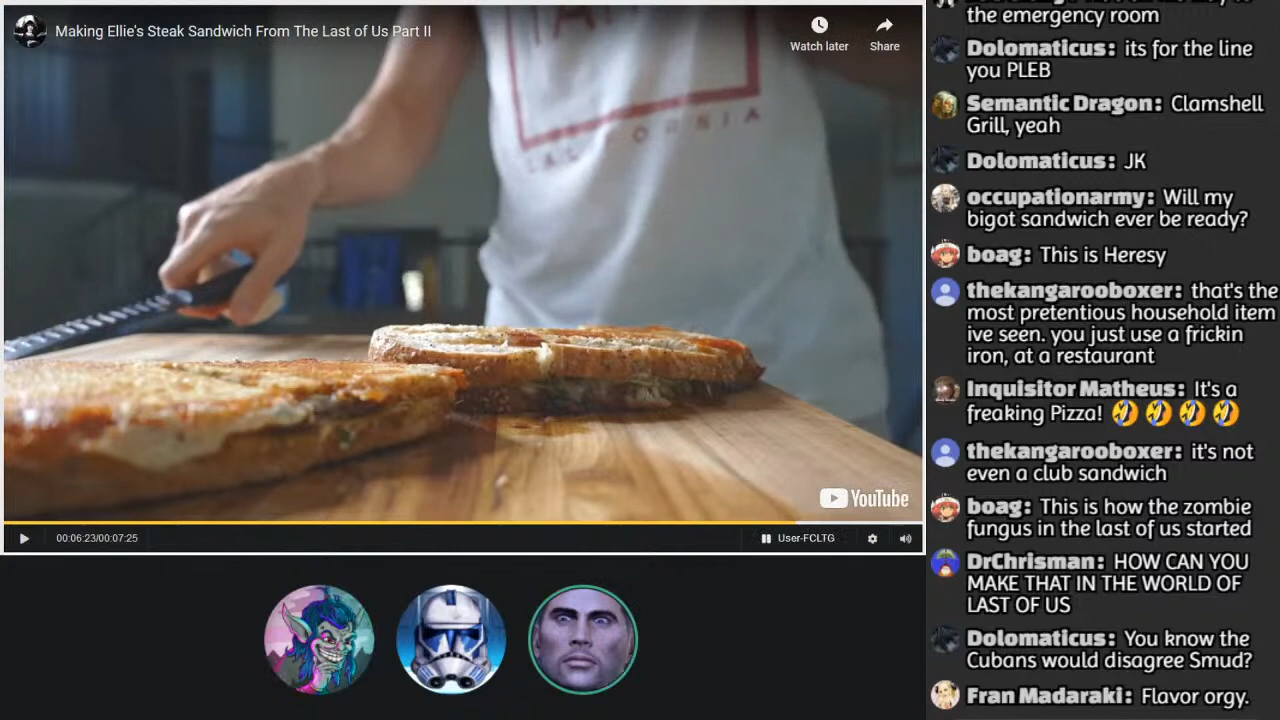 Making Ellie's Steak Sandwich From The Last of Us Part II
Watch later
Share
CALIFORNIA
YouTube
00:06:23/00:07:25
User-FCLTG
the emergency room
Dolomaticus: its for the line
you PLEB
Semantic Dragon: Clamshell
Grill, yeah
Dolomaticus: JK
occupationarmy: Will my
bigot sandwich ever be ready?
boag: This is Heresy
thekangarooboxer: that's the
most pretentious household item
ive seen. you just use a frickin
iron, at a restaurant
Inquisitor Matheus: It's a
freaking Pizza! 🤣 🤣 🤣 🤣
thekangarooboxer: it's not
even a club sandwich
boag: This is how the zombie
fungus in the last of us started
DrChrisman: HOW CAN YOU
MAKE THAT IN THE WORLD OF
LAST OF US
Dolomaticus: You know the
Cubans would disagree Smud?
Fran Madaraki: Flavor orgy.